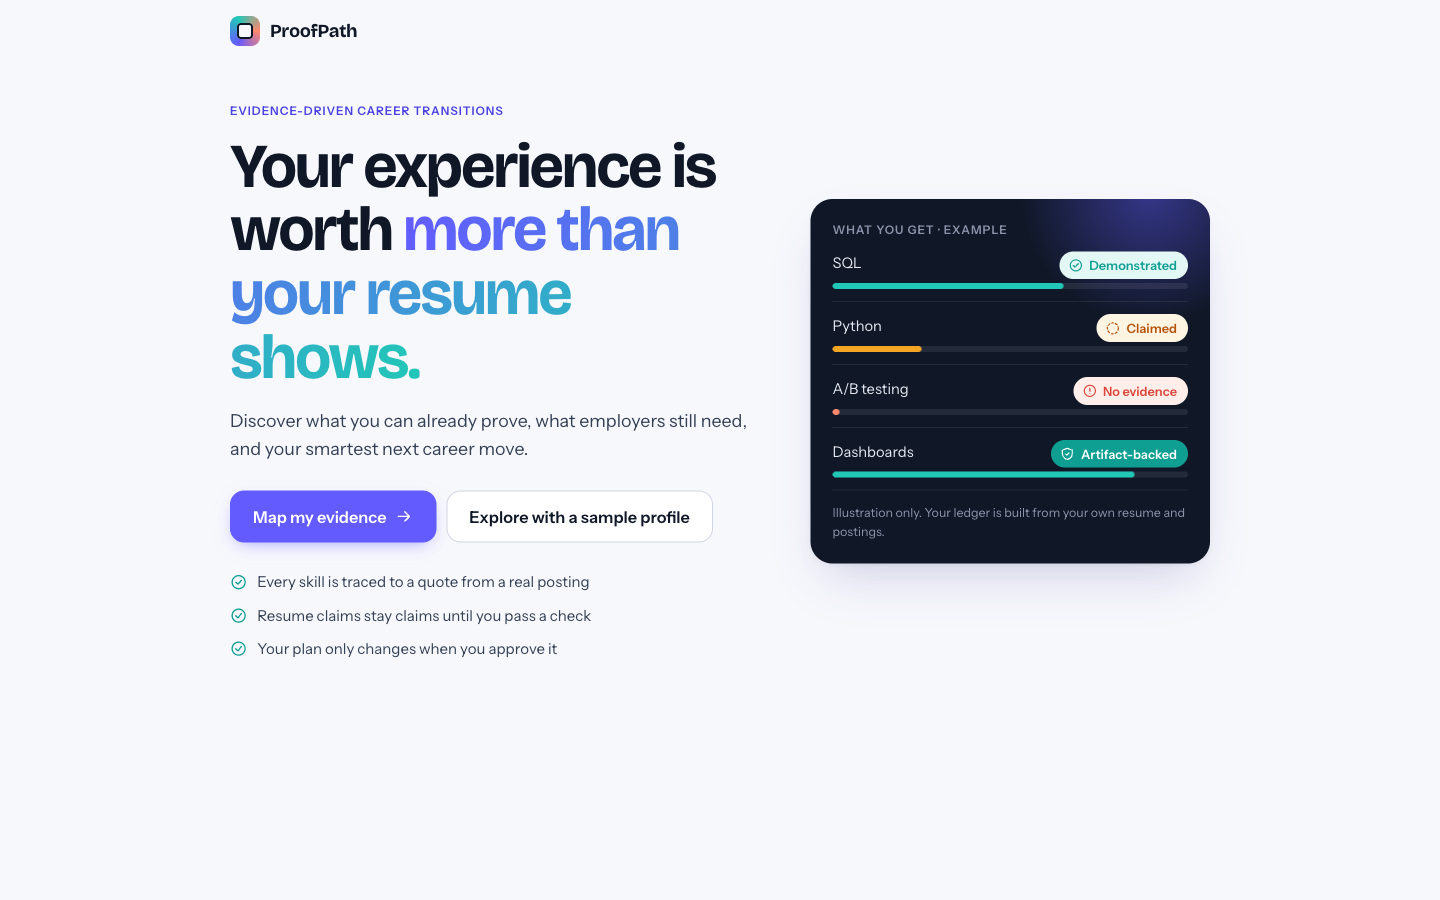 ProofPath
EVIDENCE-DRIVEN CAREER TRANSITIONS
Your experience is
worth more than
your resume
shows.
Discover what you can already prove, what employers still need,
and your smartest next career move.
Map my evidence →
Explore with a sample profile
Every skill is traced to a quote from a real posting
Resume claims stay claims until you pass a check
Your plan only changes when you approve it
WHAT YOU GET · EXAMPLE
SQL
Demonstrated
Python
Claimed
A/B testing
No evidence
Dashboards
Artifact-backed
Illustration only. Your ledger is built from your own resume and
postings.